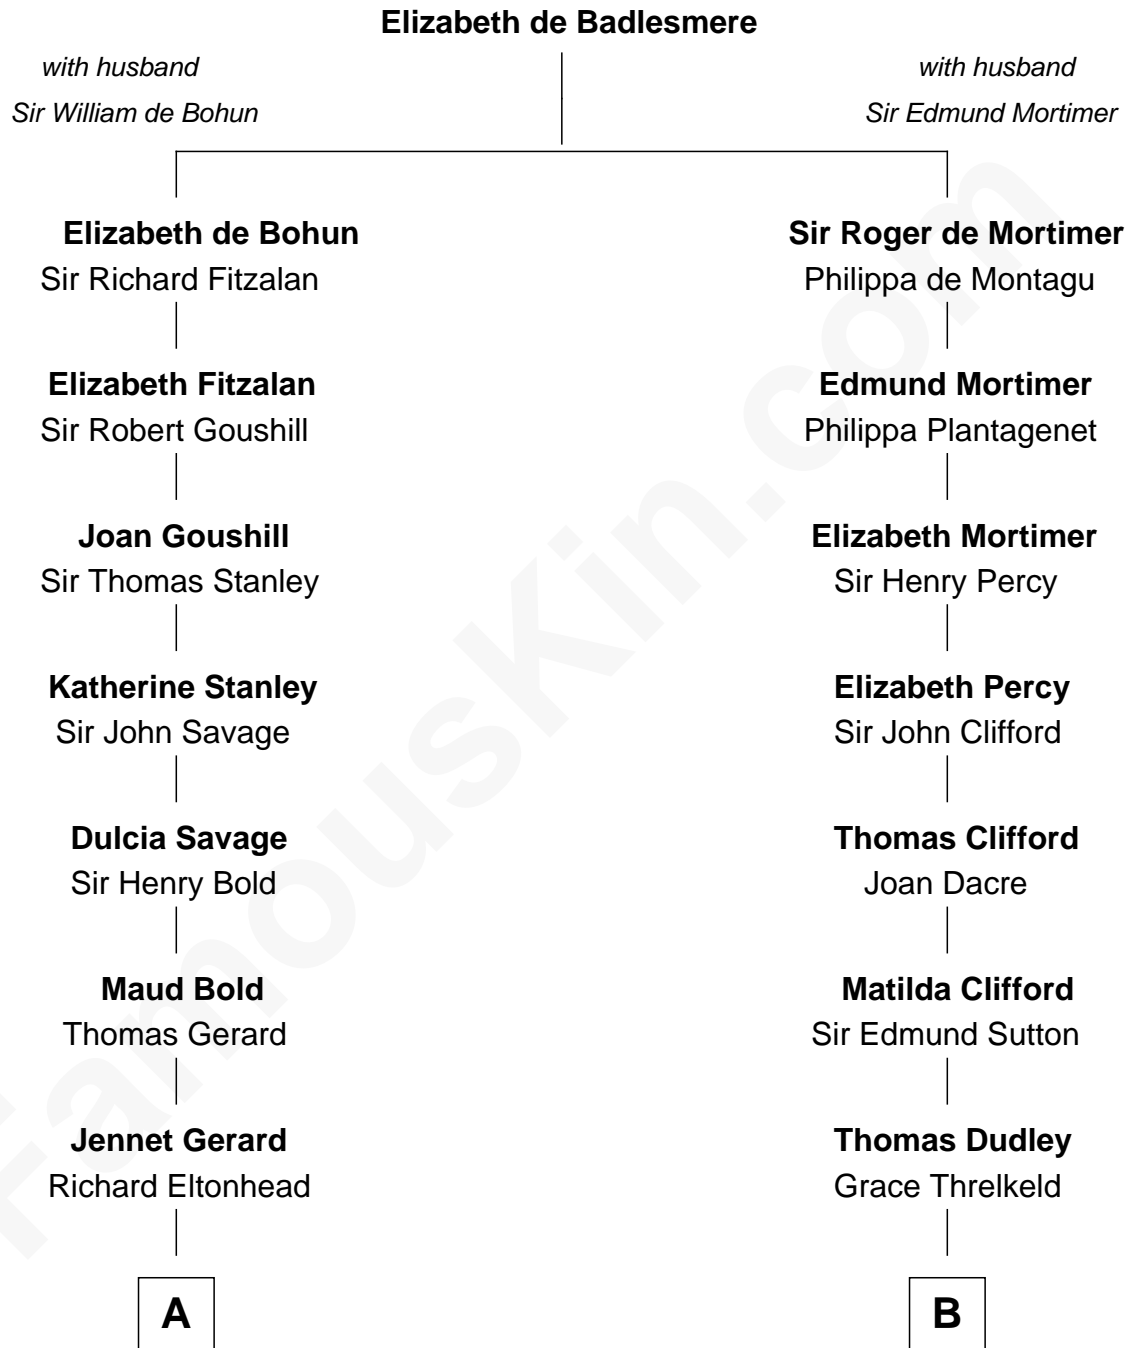 Elizabeth de Badlesmere
with husband
Sir William de Bohun
with husband
Sir Edmund Mortimer
Elizabeth de Bohun
Sir Richard Fitzalan
Sir Roger de Mortimer
Philippa de Montagu
Elizabeth Fitzalan
Sir Robert Goushill
Edmund Mortimer
Philippa Plantagenet
Joan Goushill
Sir Thomas Stanley
Elizabeth Mortimer
Sir Henry Percy
Katherine Stanley
Sir John Savage
Elizabeth Percy
Sir John Clifford
Dulcia Savage
Sir Henry Bold
Thomas Clifford
Joan Dacre
Maud Bold
Thomas Gerard
Matilda Clifford
Sir Edmund Sutton
Jennet Gerard
Richard Eltonhead
Thomas Dudley
Grace Threlkeld
A
B
FamousKin.com